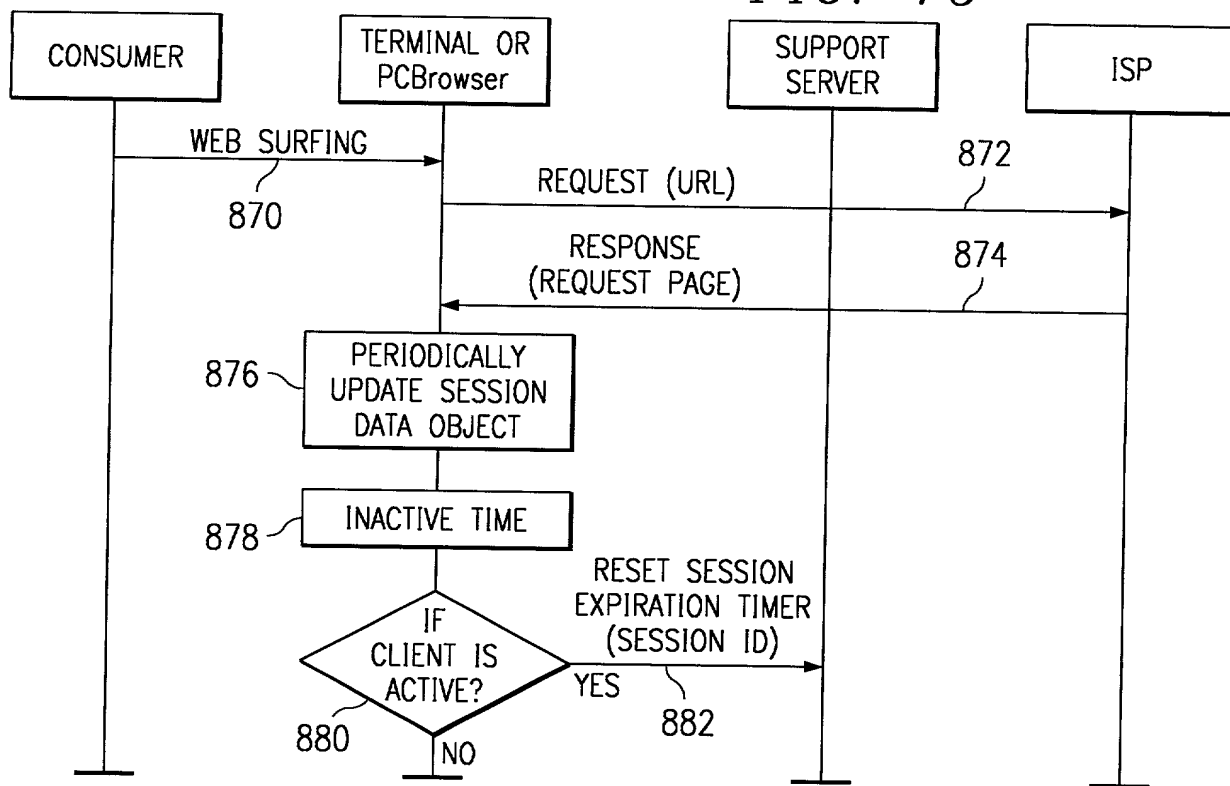 CONSUMER
TERMINAL OR
PCBrowser
SUPPORT
SERVER
ISP
WEB SURFING
870
REQUEST (URL)
872
RESPONSE
(REQUEST PAGE)
874
876
PERIODICALLY
UPDATE SESSION
DATA OBJECT
878
INACTIVE TIME
RESET SESSION
EXPIRATION TIMER
(SESSION ID)
IF
CLIENT IS
ACTIVE?
YES
882
880
NO